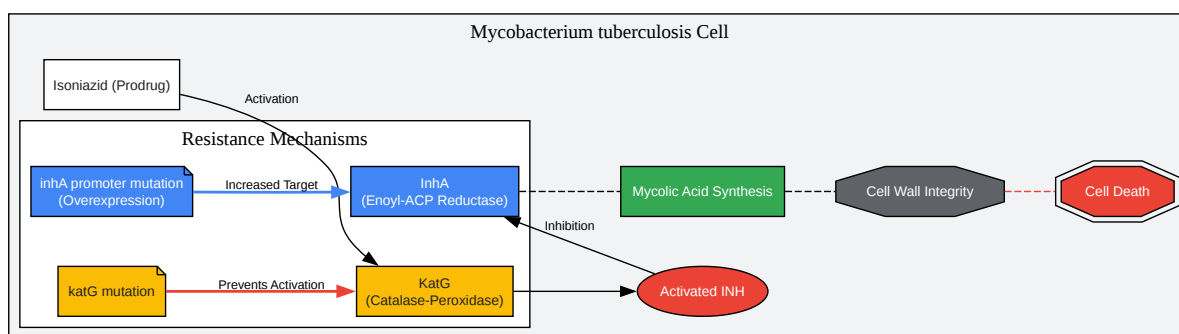 Mycobacterium tuberculosis Cell
Isoniazid (Prodrug)
Activation
Resistance Mechanisms
inhA promoter mutation
(Overexpression)
Increased Target
InhA
(Enoyl-ACP Reductase)
Mycolic Acid Synthesis
Cell Wall Integrity
Cell Death
Inhibition
katG mutation
Prevents Activation
KatG
(Catalase-Peroxidase)
Activated INH